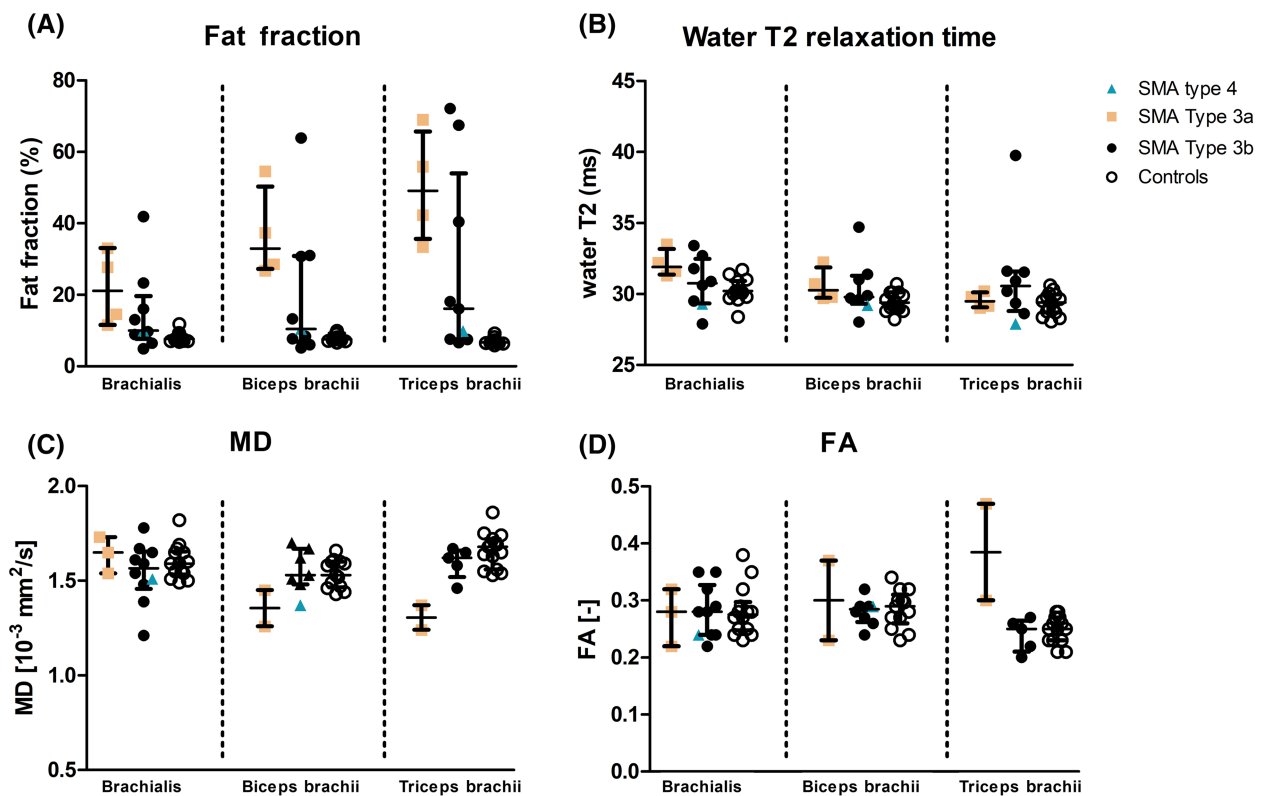 (A)
Fat fraction
Fat fraction (%)
80
60
40
20
0
Brachialis Biceps brachii Triceps brachii
(B)
Water T2 relaxation time
water T2 (ms)
45
40
35
30
25
Brachialis Biceps brachii Triceps brachii
SMA type 4
SMA Type 3a
SMA Type 3b
Controls
(C)
MD
MD [10⁻³ mm²/s]
2.0
1.5
1.0
0.5
Brachialis Biceps brachii Triceps brachii
(D)
FA
FA [-]
0.5
0.4
0.3
0.2
0.1
0.0
Brachialis Biceps brachii Triceps brachii